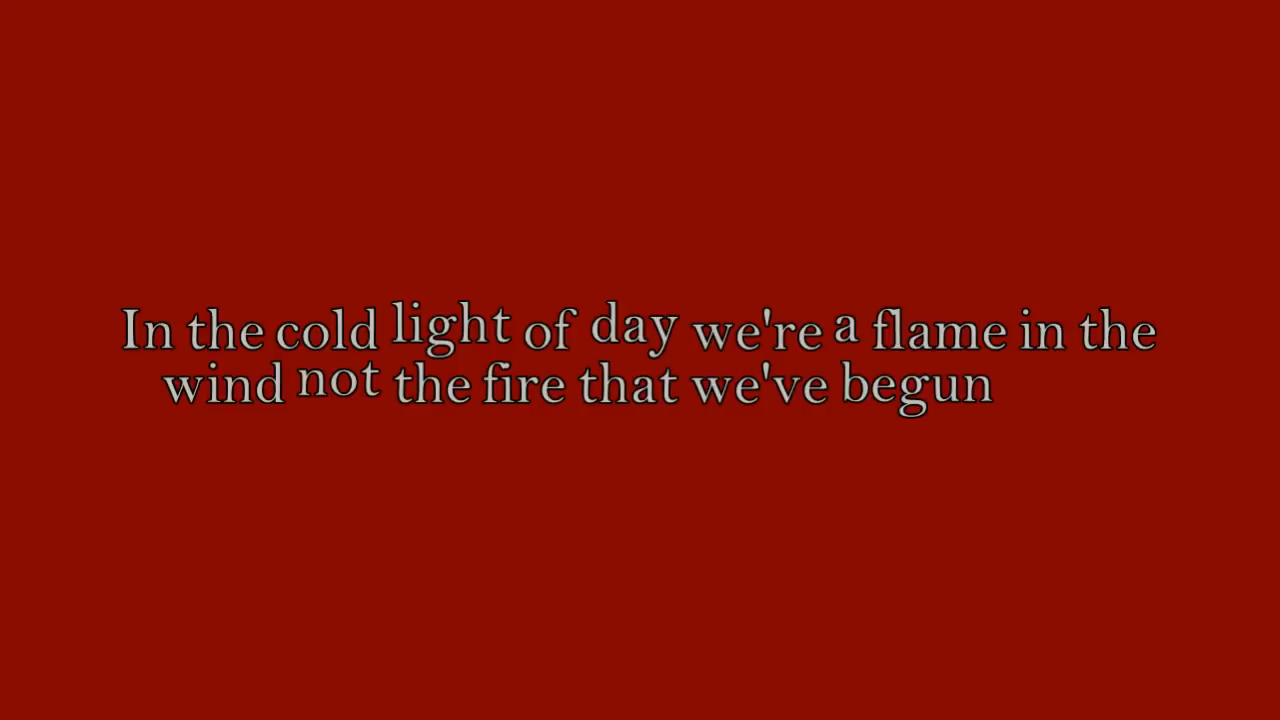 In the cold light of day we're a flame in the
wind not the fire that we've begun